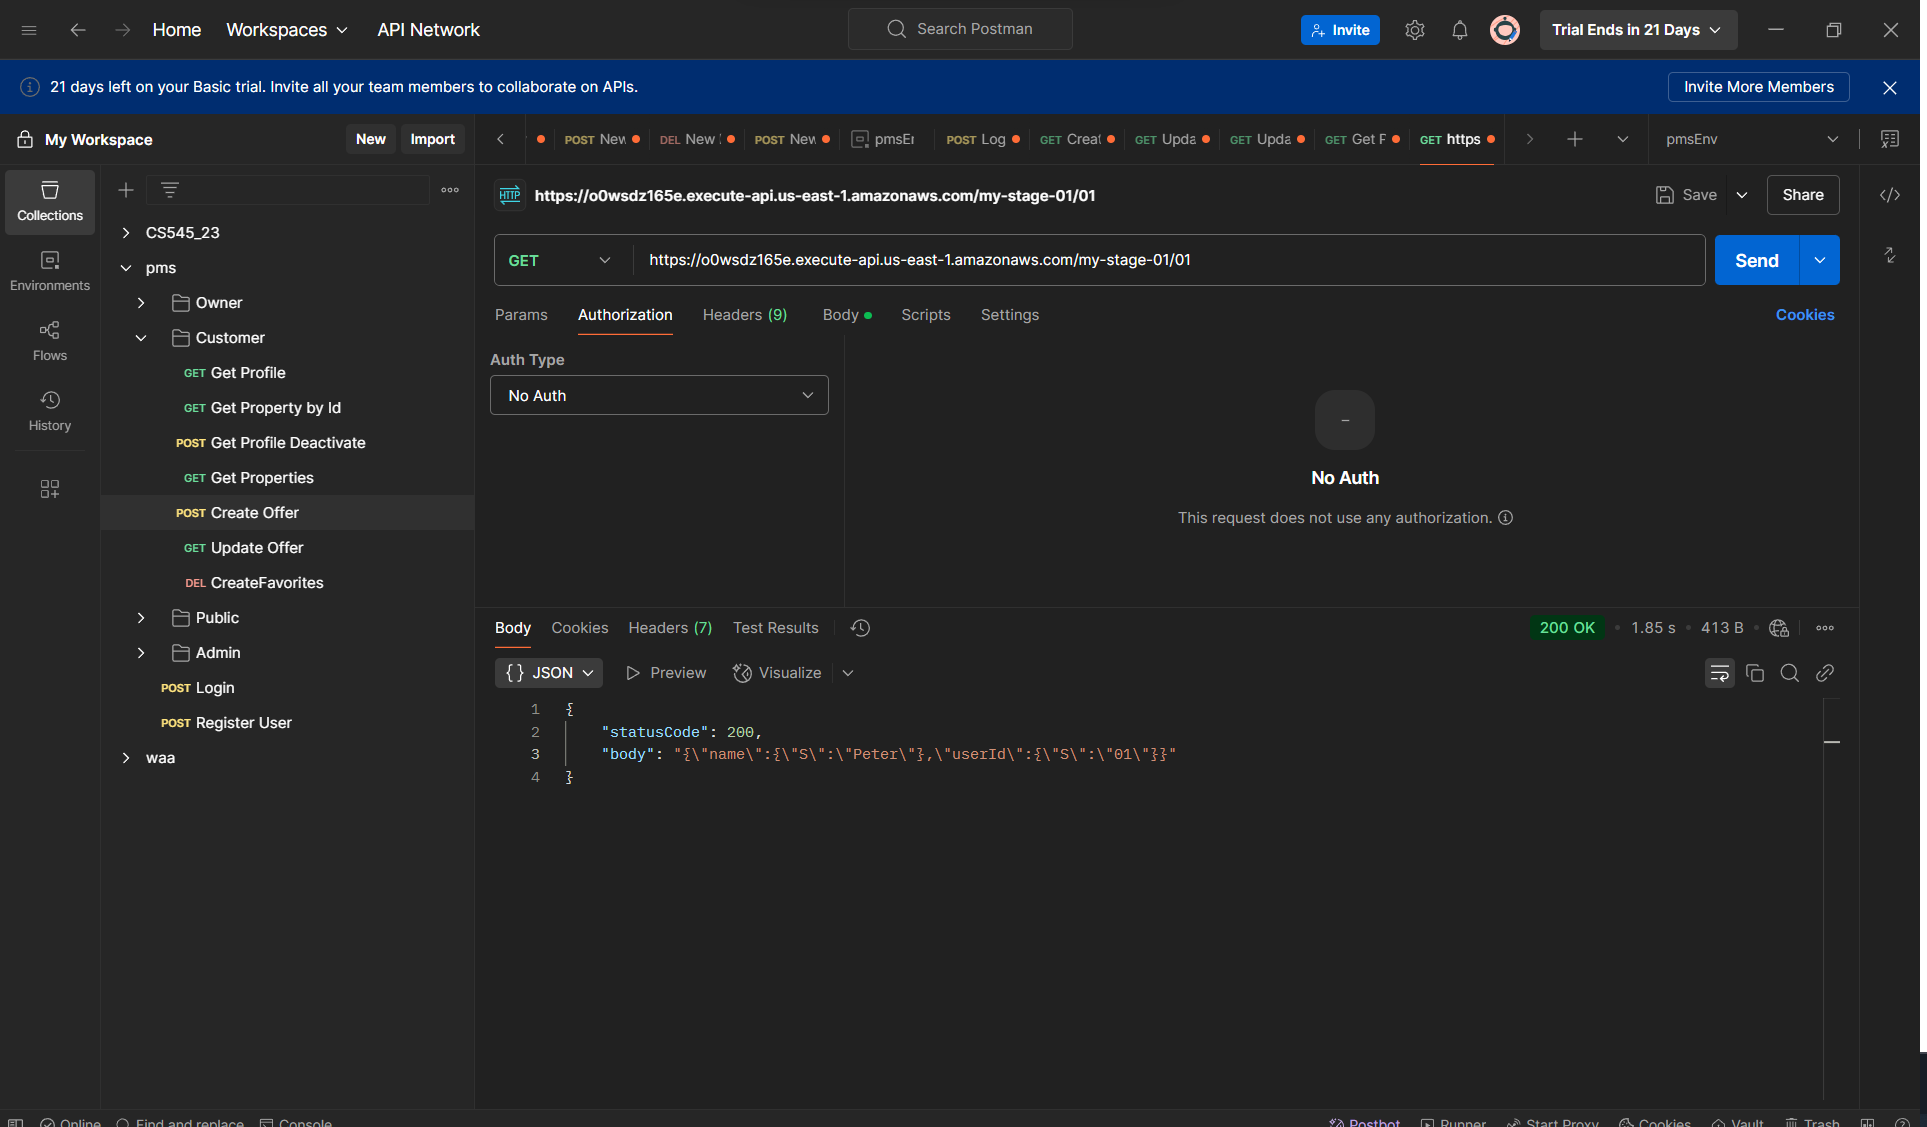 Home
Workspaces
API Network
Search Postman
Invite
Trial Ends in 21 Days
21 days left on your Basic trial. Invite all your team members to collaborate on APIs.
Invite More Members
My Workspace
New
Import
POST New
DEL New
POST New
pmsEn
POST Log
GET Creat
GET Upda
GET Upda
GET Get P
GET https
pmsEnv
Collections
Environments
Flows
History
CS545_23
pms
Owner
Customer
GET Get Profile
GET Get Property by Id
POST Get Profile Deactivate
GET Get Properties
POST Create Offer
GET Update Offer
DEL CreateFavorites
Public
Admin
POST Login
POST Register User
waa
HTTP https://o0wsdz165e.execute-api.us-east-1.amazonaws.com/my-stage-01/01
Save
Share
GET
https://o0wsdz165e.execute-api.us-east-1.amazonaws.com/my-stage-01/01
Send
Params
Authorization
Headers (9)
Body
Scripts
Settings
Cookies
Auth Type
No Auth
No Auth
This request does not use any authorization.
Body
Cookies
Headers (7)
Test Results
200 OK
1.85 s
413 B
{} JSON
Preview
Visualize
1 {
2 "statusCode": 200,
3 "body": "{\"name\":{\"S\":\"Peter\"},\"userId\":{\"S\":\"01\"}}"
4 }
Online
Find and replace
Console
Postbot
Runner
Start Proxy
Cookies
Vault
Trash